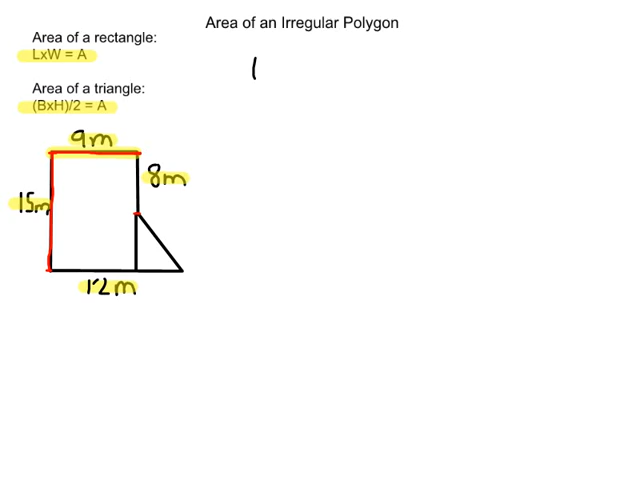 Area of an Irregular Polygon
Area of a rectangle:
LxW = A
Area of a triangle:
(BxH)/2 = A
9m
8m
15m
12m